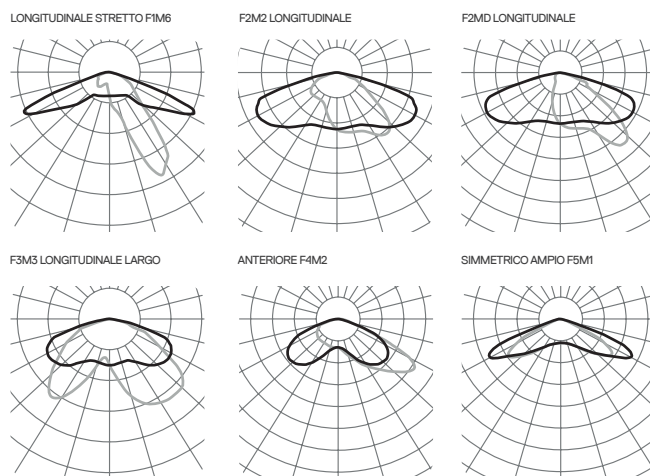 LONGITUDINALE STRETTO F1M6
F2M2 LONGITUDINALE
F2MD LONGITUDINALE
F3M3 LONGITUDINALE LARGO
ANTERIORE F4M2
SIMMETRICO AMPIO F5M1